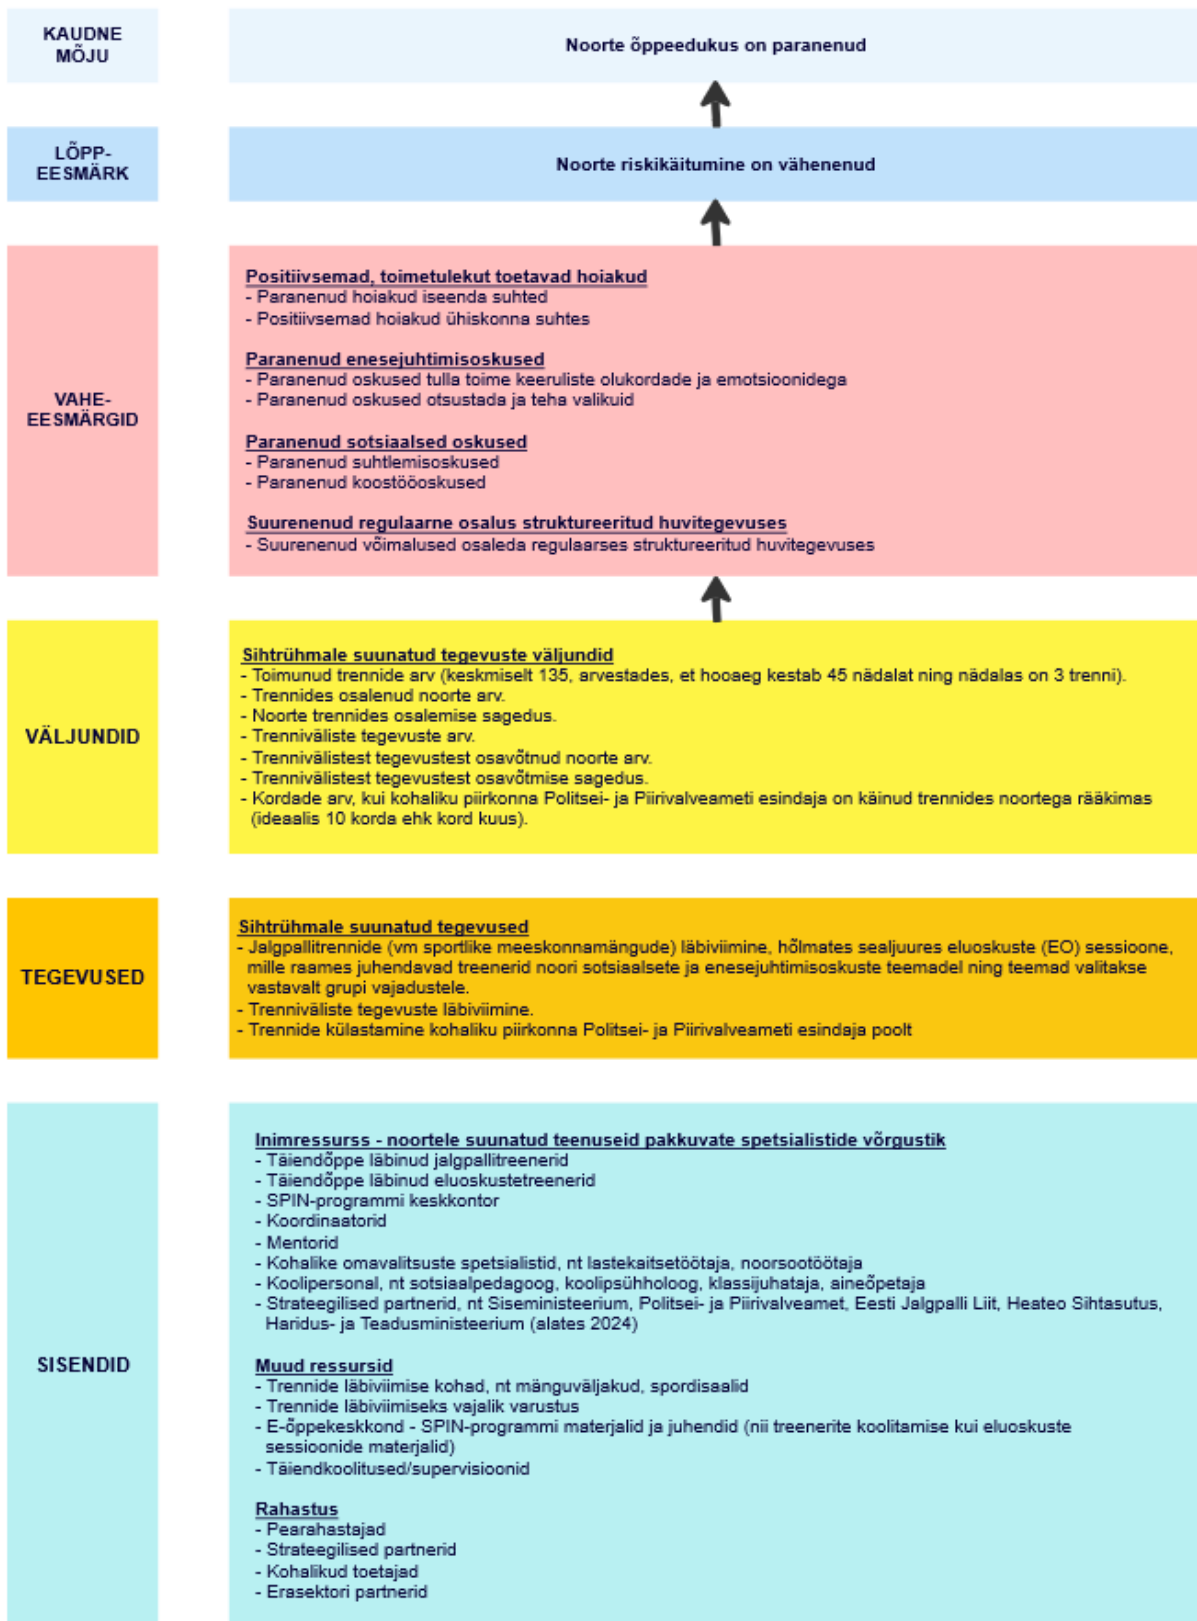 KAUDNE
MÕJU
Noorte õppeedukus on paranenud
LÕPP-
EESMÄRK
Noorte riskikäitumine on vähenenud
VAHE-
EESMÄRGID
Positiivsemad, toimetulekut toetavad hoiakud
- Paranenud hoiakud iseenda suhted
- Positiivsemad hoiakud ühiskonna suhtes
Paranenud enesejuhtimisoskused
- Paranenud oskused tulla toime keeruliste olukordade ja emotsioonidega
- Paranenud oskused otsustada ja teha valikuid
Paranenud sotsiaalsed oskused
- Paranenud suhtlemisoskused
- Paranenud koostööoskused
Suurenenud regulaarne osalus struktureeritud huvitegevuses
- Suurenenud võimalused osaleda regulaarses struktureeritud huvitegevuses
VÄLJUNDID
Sihtrühmale suunatud tegevuste väljundid
- Toimunud trennide arv (keskmiselt 135, arvestades, et hooaeg kestab 45 nädalat ning nädalas on 3 trenni).
- Trennides osalenud noorte arv.
- Noorte trennides osalemise sagedus.
- Trenniväliste tegevuste arv.
- Trennivälistest tegevustest osavõtnud noorte arv.
- Trennivälistest tegevustest osavõtmise sagedus.
- Kordade arv, kui kohaliku piirkonna Politsei- ja Piirivalveameti esindaja on käinud trennides noortega rääkimas
(ideaalis 10 korda ehk kord kuus).
TEGEVUSED
Sihtrühmale suunatud tegevused
- Jalgpallitrennide (vm sportlike meeskonnamängude) läbiviimine, hõlmates sealjuures eluoskuste (EO) sessioone,
mille raames juhendavad treenerid noori sotsiaalsete ja enesejuhtimisoskuste teemadel ning teemad valitakse
vastavalt grupi vajadustele.
- Trenniväliste tegevuste läbiviimine.
- Trennide külastamine kohaliku piirkonna Politsei- ja Piirivalveameti esindaja poolt
SISENDID
Inimressurss - noortele suunatud teenuseid pakkuvate spetsialistide võrgustik
- Täiendõppe läbinud jalgpallitreenerid
- Täiendõppe läbinud eluoskustetreenerid
- SPIN-programmi keskkontor
- Koordinaatorid
- Mentorid
- Kohalike omavalitsuste spetsialistid, nt lastekaitsetöötaja, noorsootöötaja
- Koolipersonal, nt sotsiaalpedagoog, koolipsühholoog, klassijuhataja, aineõpetaja
- Strateegilised partnerid, nt Siseministeerium, Politsei- ja Piirivalveamet, Eesti Jalgpalli Liit, Heateo Sihtasutus,
Haridus- ja Teadusministeerium (alates 2024)
Muud ressursid
- Trennide läbiviimise kohad, nt mänguväljakud, spordisaalid
- Trennide läbiviimiseks vajalik varustus
- E-õppekeskkond - SPIN-programmi materjalid ja juhendid (nii treenerite koolitamise kui eluoskuste
sessioonide materjalid)
- Täiendkoolitused/supervisioonid
Rahastus
- Pearahastajad
- Strateegilised partnerid
- Kohalikud toetajad
- Erasektori partnerid